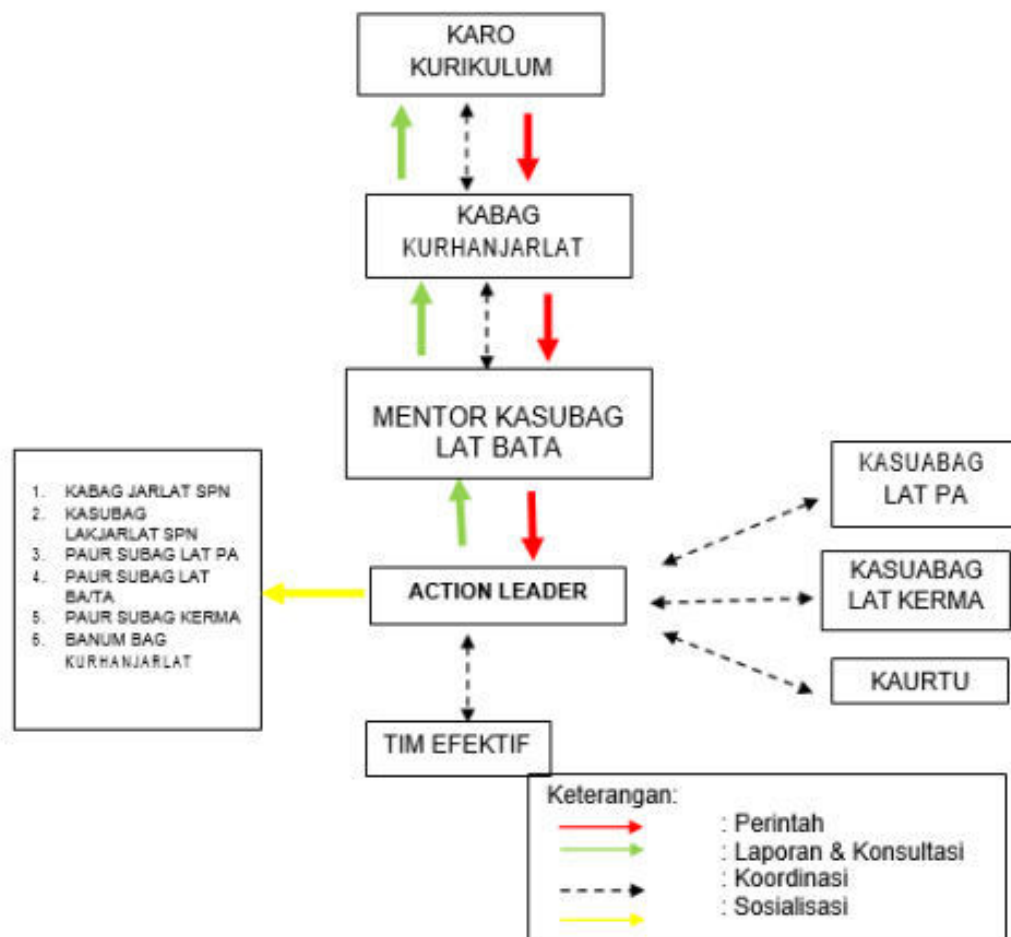 KARO
KURIKULUM
KABAG
KURHANJARLAT
MENTOR KASUBAG
LAT BATA
1. KABAG JARLAT SPN
2. KASUBAG
LAKJARLAT SPN
3. PAUR SUBAG LAT PA
4. PAUR SUBAG LAT
BA/TA
5. PAUR SUBAG KERMA
6. BANUM BAG
KURHANJARLAT
ACTION LEADER
KASUABAG
LAT PA
KASUABAG
LAT KERMA
KAURTU
TIM EFEKTIF
Keterangan:
: Perintah
: Laporan & Konsultasi
: Koordinasi
: Sosialisasi